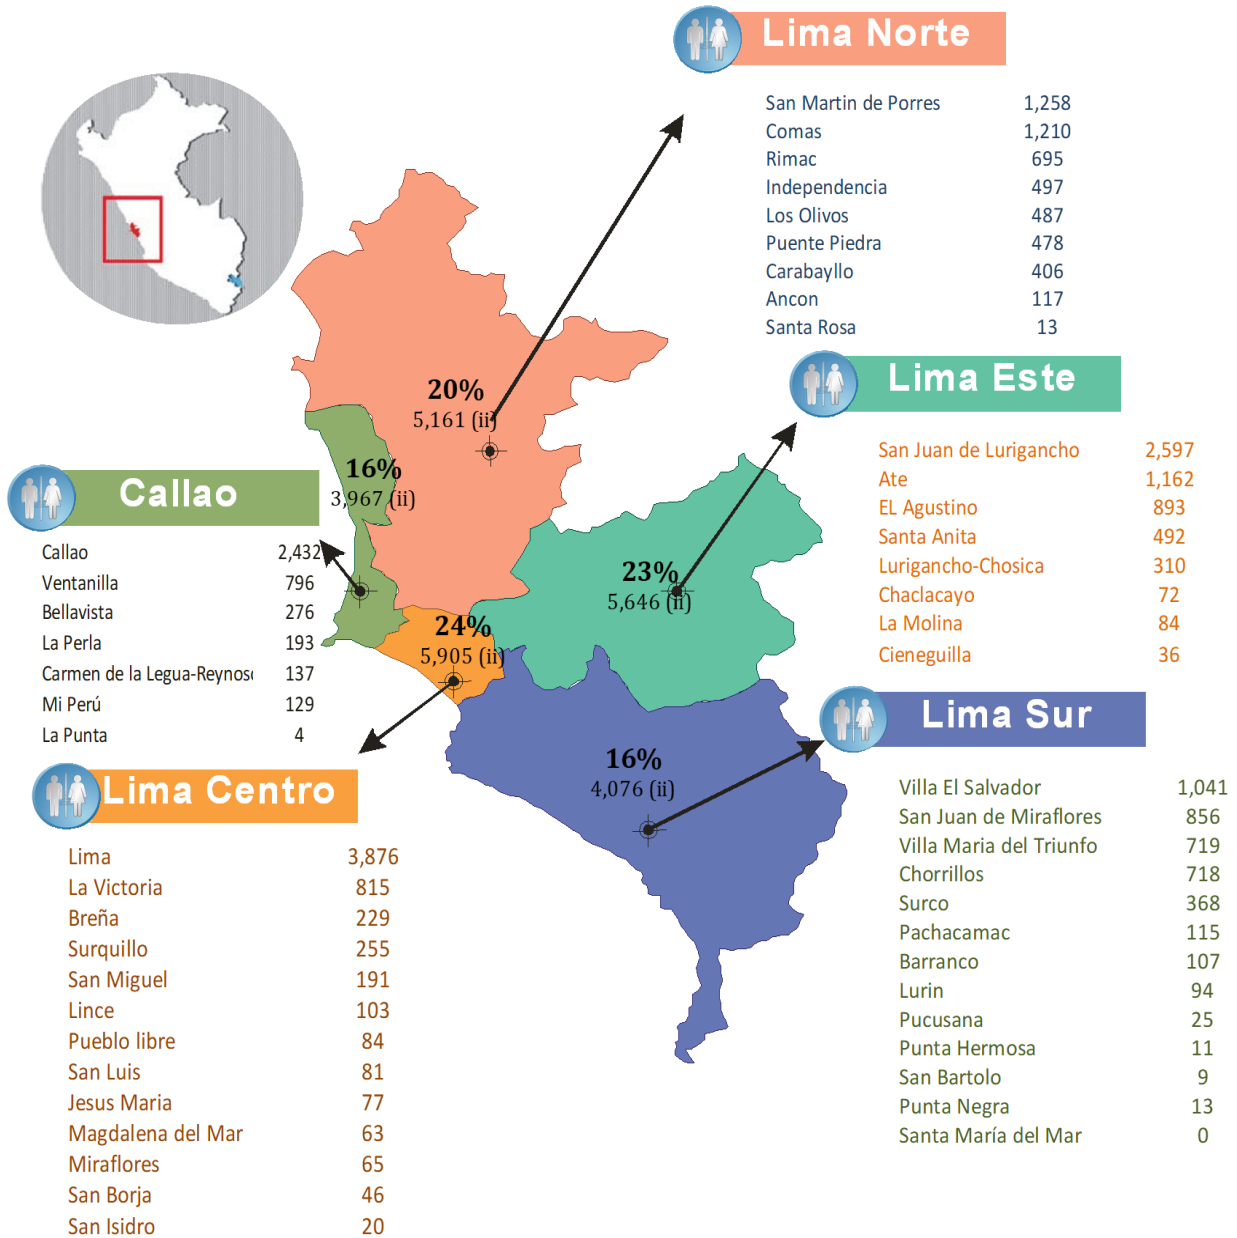 Lima Norte
San Martin de Porres 1,258
Comas 1,210
Rimac 695
Independencia 497
Los Olivos 487
Puente Piedra 478
Carabayllo 406
Ancon 117
Santa Rosa 13
Lima Este
San Juan de Lurigancho 2,597
Ate 1,162
EL Agustino 893
Santa Anita 492
Lurigancho-Chosica 310
Chaclacayo 72
La Molina 84
Cieneguilla 36
20%
5,161 (ii)
16%
3,967 (ii)
23%
5,646 (ii)
24%
5,905 (ii)
16%
4,076 (ii)
Callao
Callao 2,432
Ventanilla 796
Bellavista 276
La Perla 193
Carmen de la Legua-Reynoso 137
Mi Perú 129
La Punta 4
Lima Centro
Lima 3,876
La Victoria 815
Breña 229
Surquillo 255
San Miguel 191
Lince 103
Pueblo libre 84
San Luis 81
Jesus Maria 77
Magdalena del Mar 63
Miraflores 65
San Borja 46
San Isidro 20
Lima Sur
Villa El Salvador 1,041
San Juan de Miraflores 856
Villa Maria del Triunfo 719
Chorrillos 718
Surco 368
Pachacamac 115
Barranco 107
Lurin 94
Pucusana 25
Punta Hermosa 11
San Bartolo 9
Punta Negra 13
Santa María del Mar 0